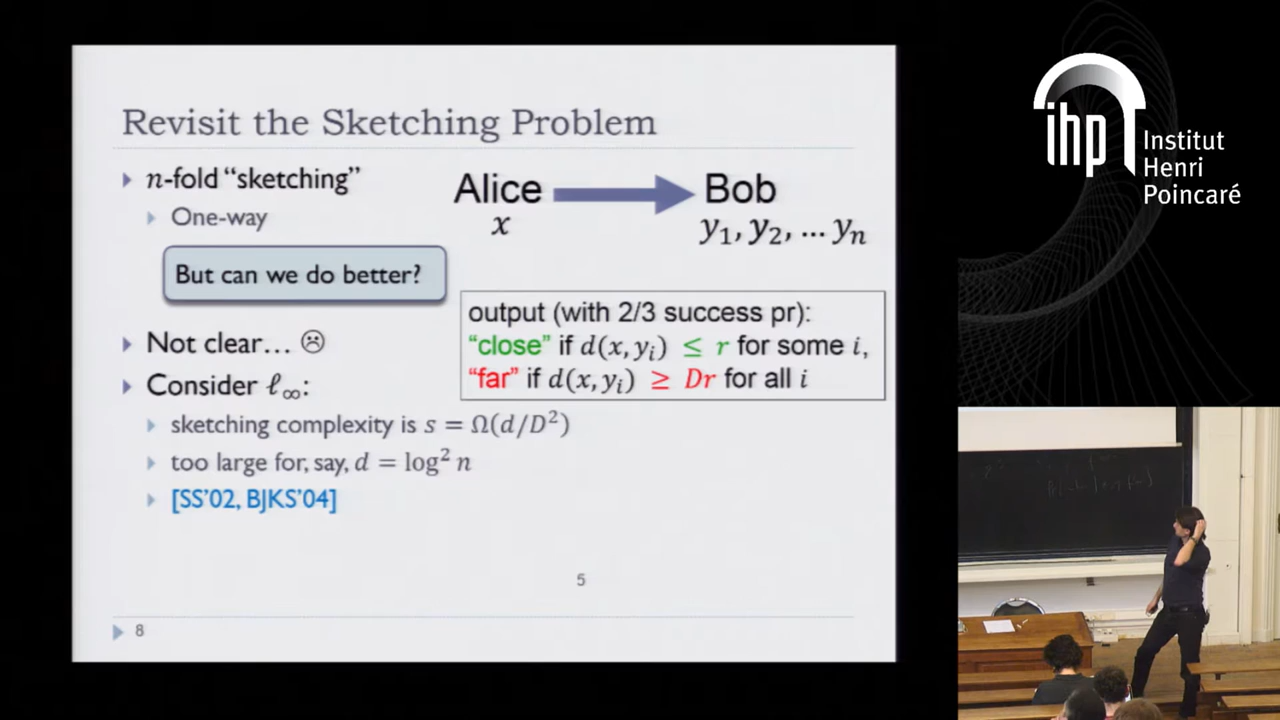 Revisit the Sketching Problem
n-fold “sketching”
One-way
But can we do better?
Not clear… ☹
Consider ℓ∞:
sketching complexity is s = Ω(d/D²)
too large for, say, d = log² n
[SS'02, BJKS'04]
Alice
x
Bob
y₁, y₂, … yₙ
output (with 2/3 success pr):
“close” if d(x, yᵢ) ≤ r for some i,
“far” if d(x, yᵢ) ≥ Dr for all i
5
8
ihp
Institut
Henri
Poincaré